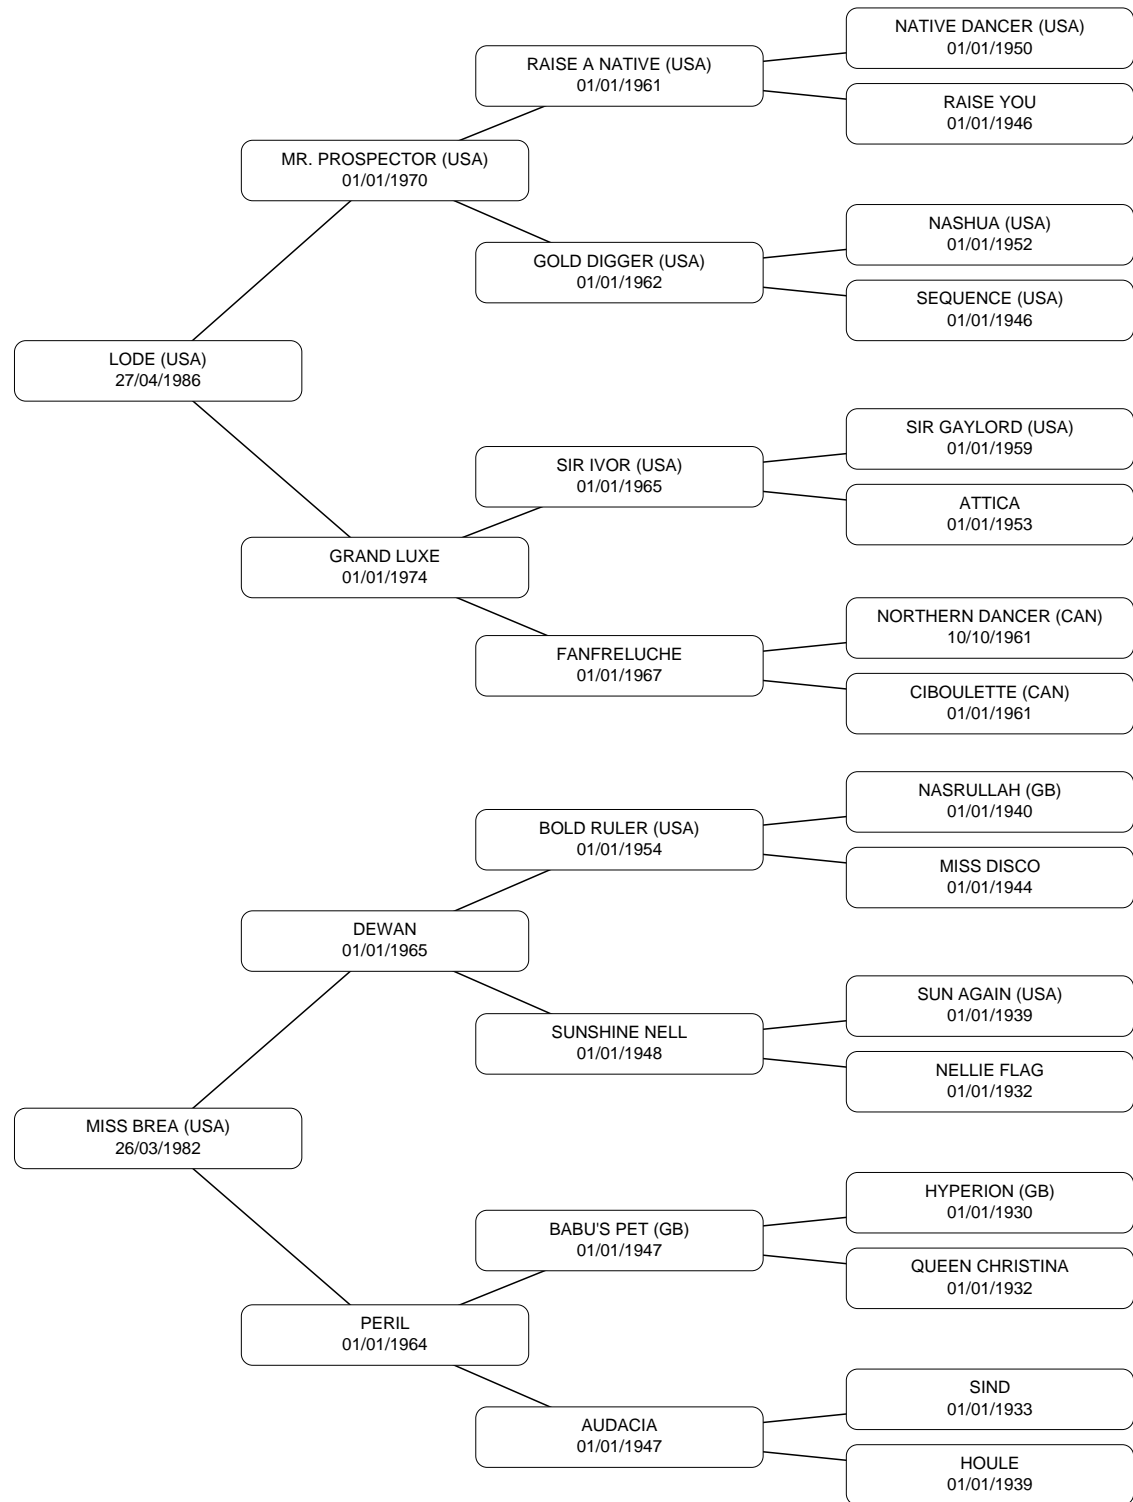 NATIVE DANCER (USA)
01/01/1950
RAISE A NATIVE (USA)
01/01/1961
RAISE YOU
01/01/1946
MR. PROSPECTOR (USA)
01/01/1970
NASHUA (USA)
01/01/1952
GOLD DIGGER (USA)
01/01/1962
SEQUENCE (USA)
01/01/1946
LODE (USA)
27/04/1986
SIR GAYLORD (USA)
01/01/1959
SIR IVOR (USA)
01/01/1965
ATTICA
01/01/1953
GRAND LUXE
01/01/1974
NORTHERN DANCER (CAN)
10/10/1961
FANFRELUCHE
01/01/1967
CIBOULETTE (CAN)
01/01/1961
NASRULLAH (GB)
01/01/1940
BOLD RULER (USA)
01/01/1954
MISS DISCO
01/01/1944
DEWAN
01/01/1965
SUN AGAIN (USA)
01/01/1939
SUNSHINE NELL
01/01/1948
NELLIE FLAG
01/01/1932
MISS BREA (USA)
26/03/1982
HYPERION (GB)
01/01/1930
BABU'S PET (GB)
01/01/1947
QUEEN CHRISTINA
01/01/1932
PERIL
01/01/1964
SIND
01/01/1933
AUDACIA
01/01/1947
HOULE
01/01/1939